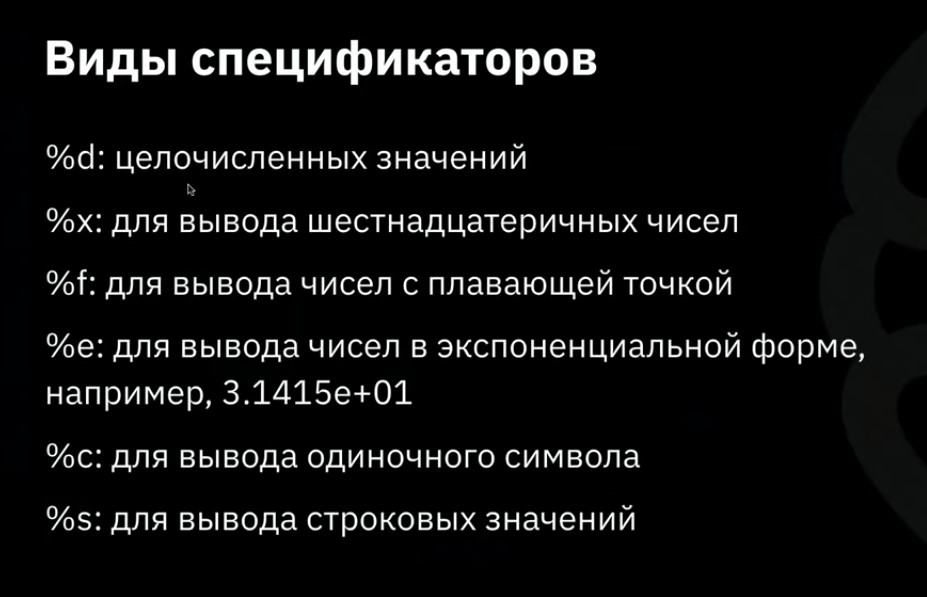 Виды спецификаторов
%d: целочисленных значений
%x: для вывода шестнадцатеричных чисел
%f: для вывода чисел с плавающей точкой
%e: для вывода чисел в экспоненциальной форме,
например, 3.1415e+01
%c: для вывода одиночного символа
%s: для вывода строковых значений